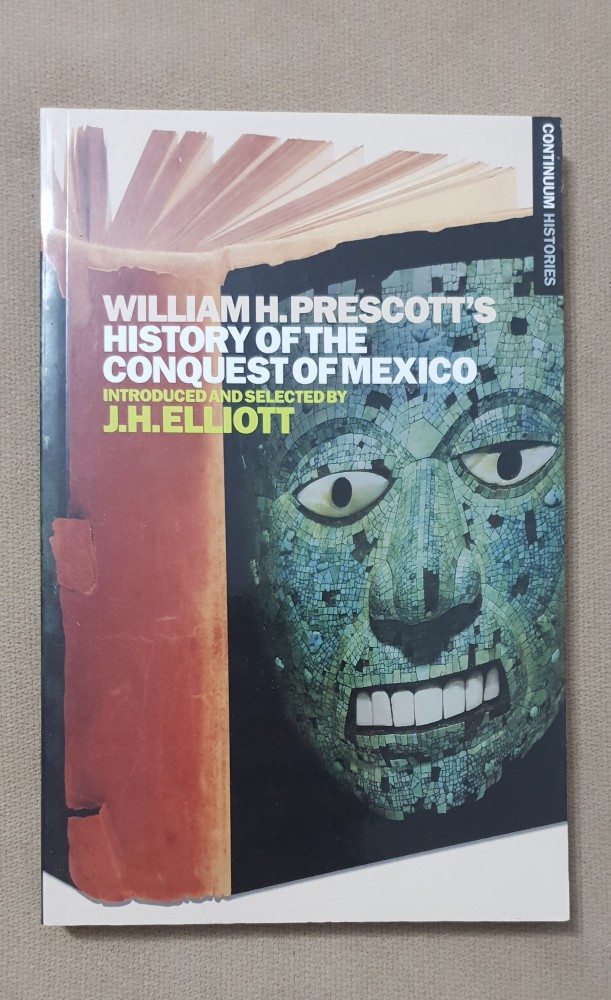 CONTINUUM HISTORIES
WILLIAM H. PRESCOTT'S
HISTORY OF THE
CONQUEST OF MEXICO
INTRODUCED AND SELECTED BY
J.H. ELLIOTT